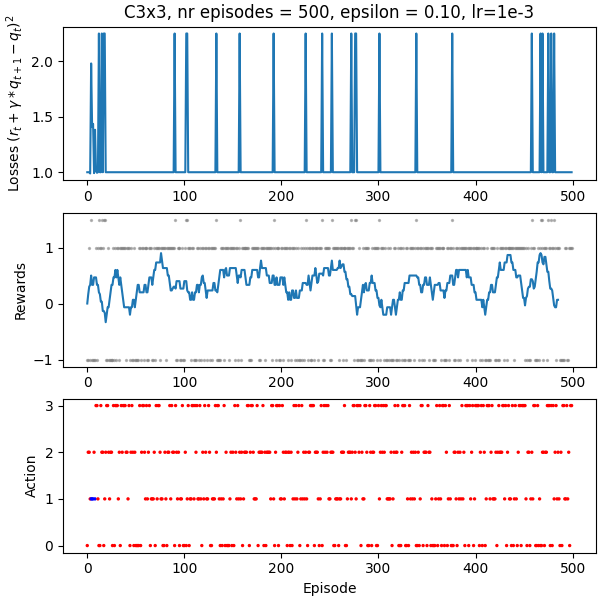 C3x3, nr episodes = 500, epsilon = 0.10, lr=1e-3
Losses $(r_t + \gamma * q_{t+1} - q_t)^2$
2.0
1.5
1.0
0 100 200 300 400 500
Rewards
1
0
−1
0 100 200 300 400 500
Action
3
2
1
0
0 100 200 300 400 500
Episode